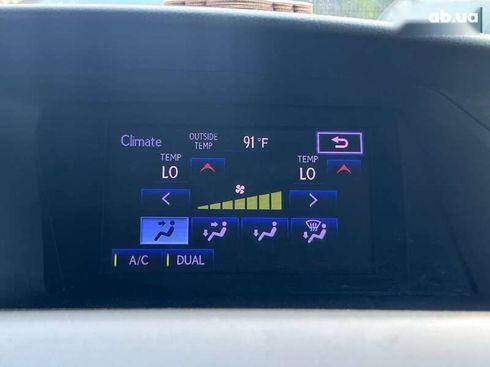 ab.ua
OUTSIDE
Climate TEMP 91°F
TEMP TEMP
LO LO
A/C DUAL